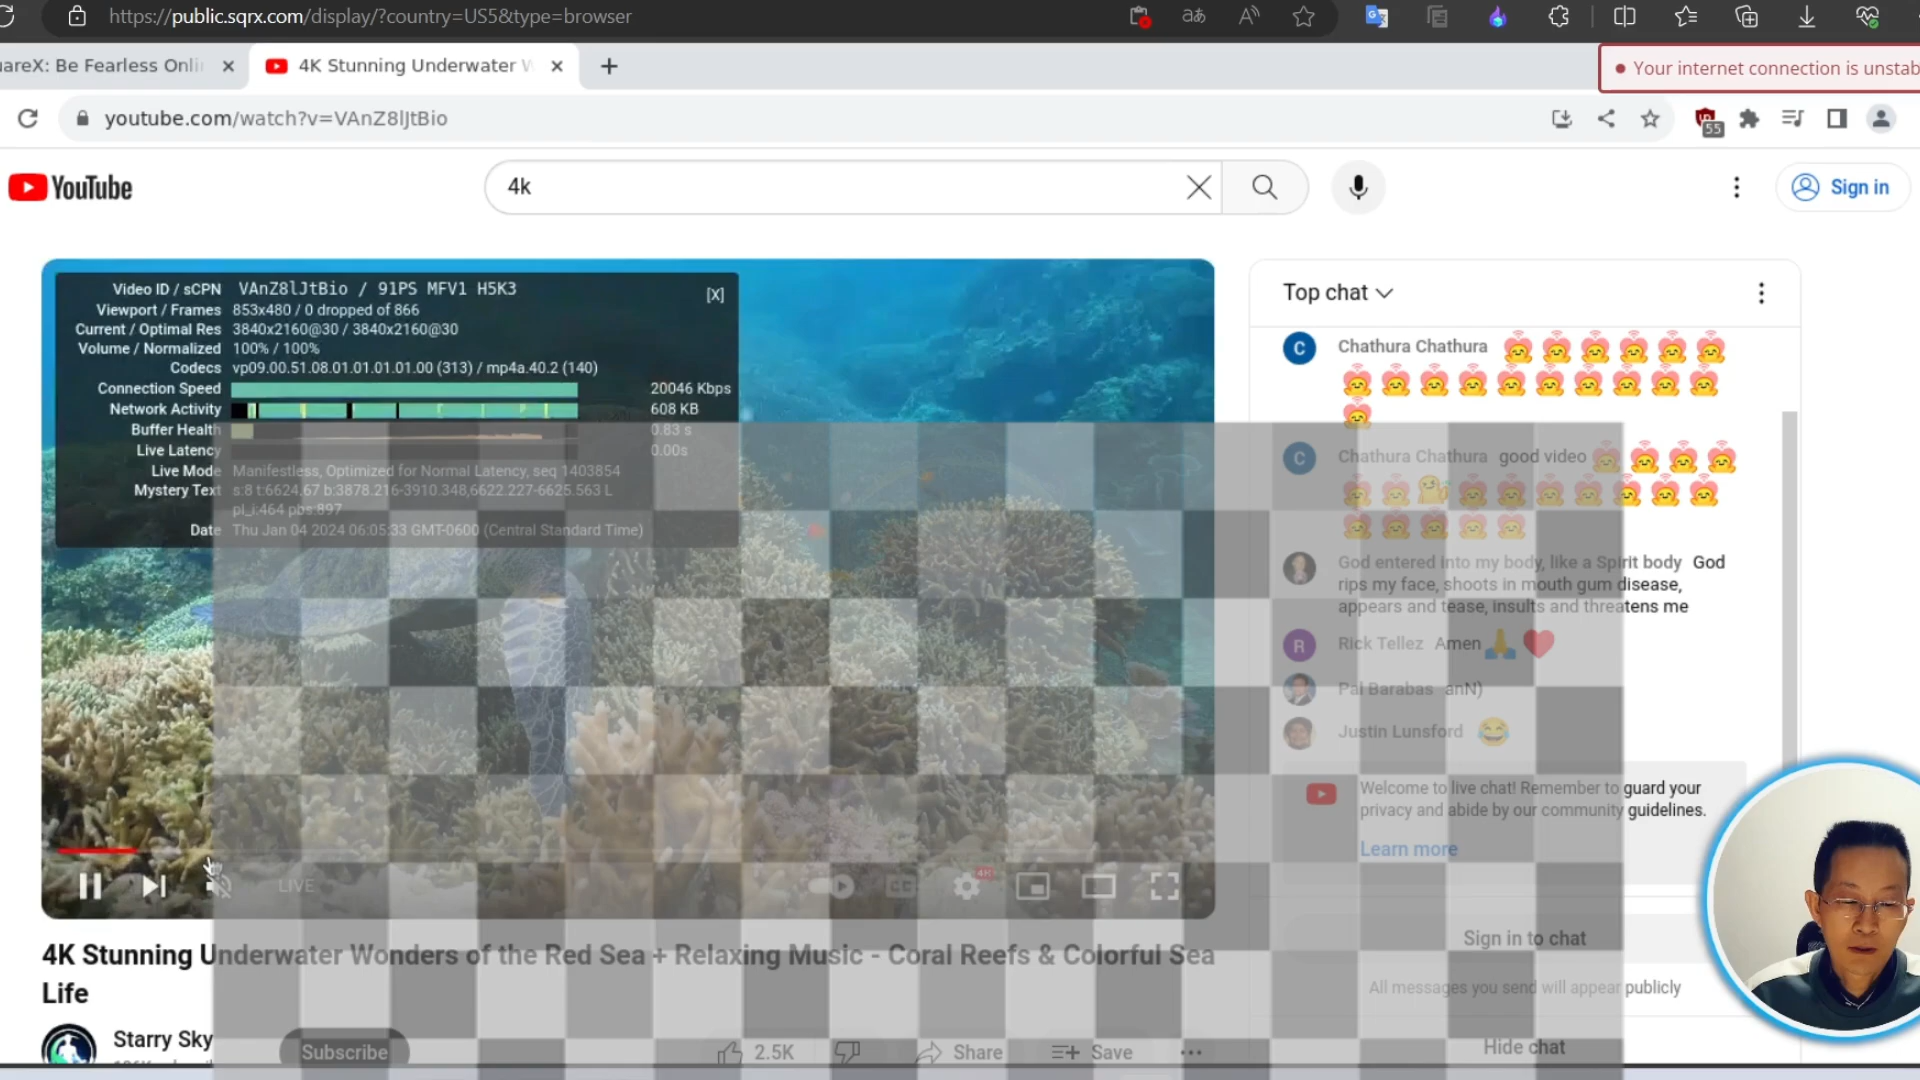 https://public.sqrx.com/display/?country=US5&type=browser
uareX: Be Fearless Onli
4K Stunning Underwater W
Your internet connection is unstab
youtube.com/watch?v=VAnZ8lJtBio
55
YouTube
4k
Sign in
Video ID / sCPN VAnZ8lJtBio / 91PS MFV1 H5K3
[X]
Viewport / Frames 853x480 / 0 dropped of 866
Current / Optimal Res 3840x2160@30 / 3840x2160@30
Volume / Normalized 100% / 100%
Codecs vp09.00.51.08.01.01.01.01.00 (313) / mp4a.40.2 (140)
Connection Speed 20046 Kbps
Network Activity 608 KB
Buffer Health 0.83 s
Live Latency 0.00s
Live Mode Manifestless, Optimized for Normal Latency, seq 1403854
Mystery Text s:8 t:6624.67 b:3878.216-3910.348,6622.227-6625.563 L
pl_i:464 pbs:897
Date Thu Jan 04 2024 06:05:33 GMT-0600 (Central Standard Time)
LIVE
Top chat
C Chathura Chathura
C Chathura Chathura good video
God entered into my body, like a Spirit body God
rips my face, shoots in mouth gum disease,
appears and tease, insults and threatens me
R Rick Tellez Amen
Pal Barabas anN)
Justin Lunsford
Welcome to live chat! Remember to guard your
privacy and abide by our community guidelines.
Learn more
Sign in to chat
All messages you send will appear publicly
Hide chat
4K Stunning Underwater Wonders of the Red Sea + Relaxing Music - Coral Reefs & Colorful Sea
Life
Starry Sky
Subscribe
2.5K
Share
Save